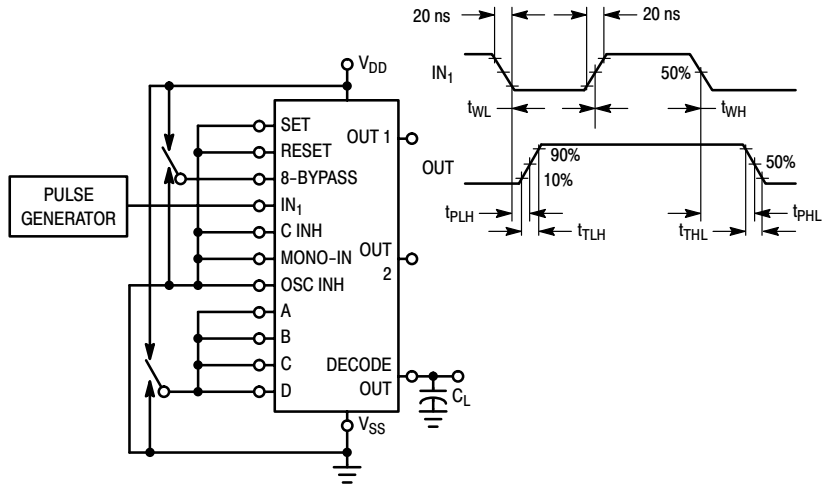 20 ns
20 ns
V_DD
IN_1
50%
t_WL
t_WH
SET
RESET
8-BYPASS
IN_1
C INH
MONO-IN
OSC INH
A
B
C
D
OUT 1
OUT
2
DECODE
OUT
PULSE
GENERATOR
C_L
V_SS
OUT
90%
10%
50%
t_PLH
t_TLH
t_THL
t_PHL